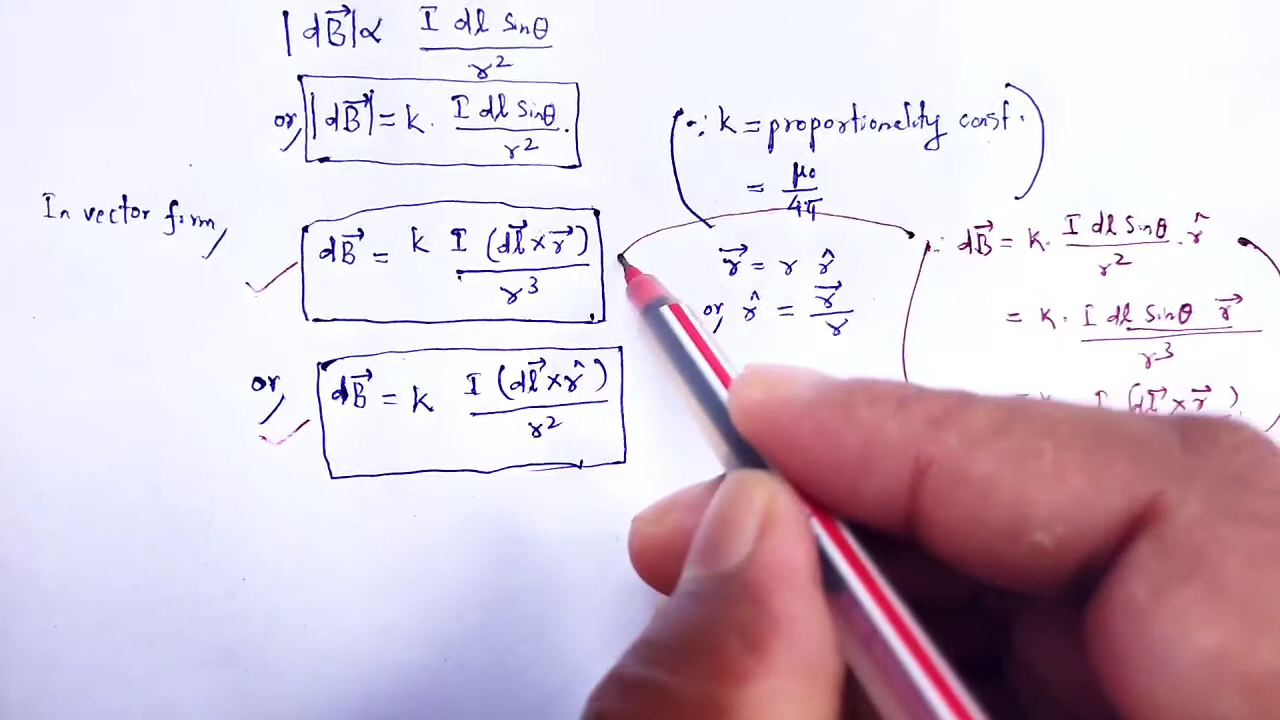 |dB⃗| ∝ I dl sinθ / r²
or, |dB⃗| = k. I dl sinθ / r².
∵ k = proportionality const.
= μ₀ / 4π
In vector form,
dB⃗ = k I (dl⃗ × r⃗) / r³
r⃗ = r r̂
or, r̂ = r⃗ / r
or, dB⃗ = k I (dl⃗ × r̂) / r²
∵ dB⃗ = k. I dl sinθ / r² . r̂
= k. I dl sinθ r⃗ / r³
I (dl⃗ × r⃗)